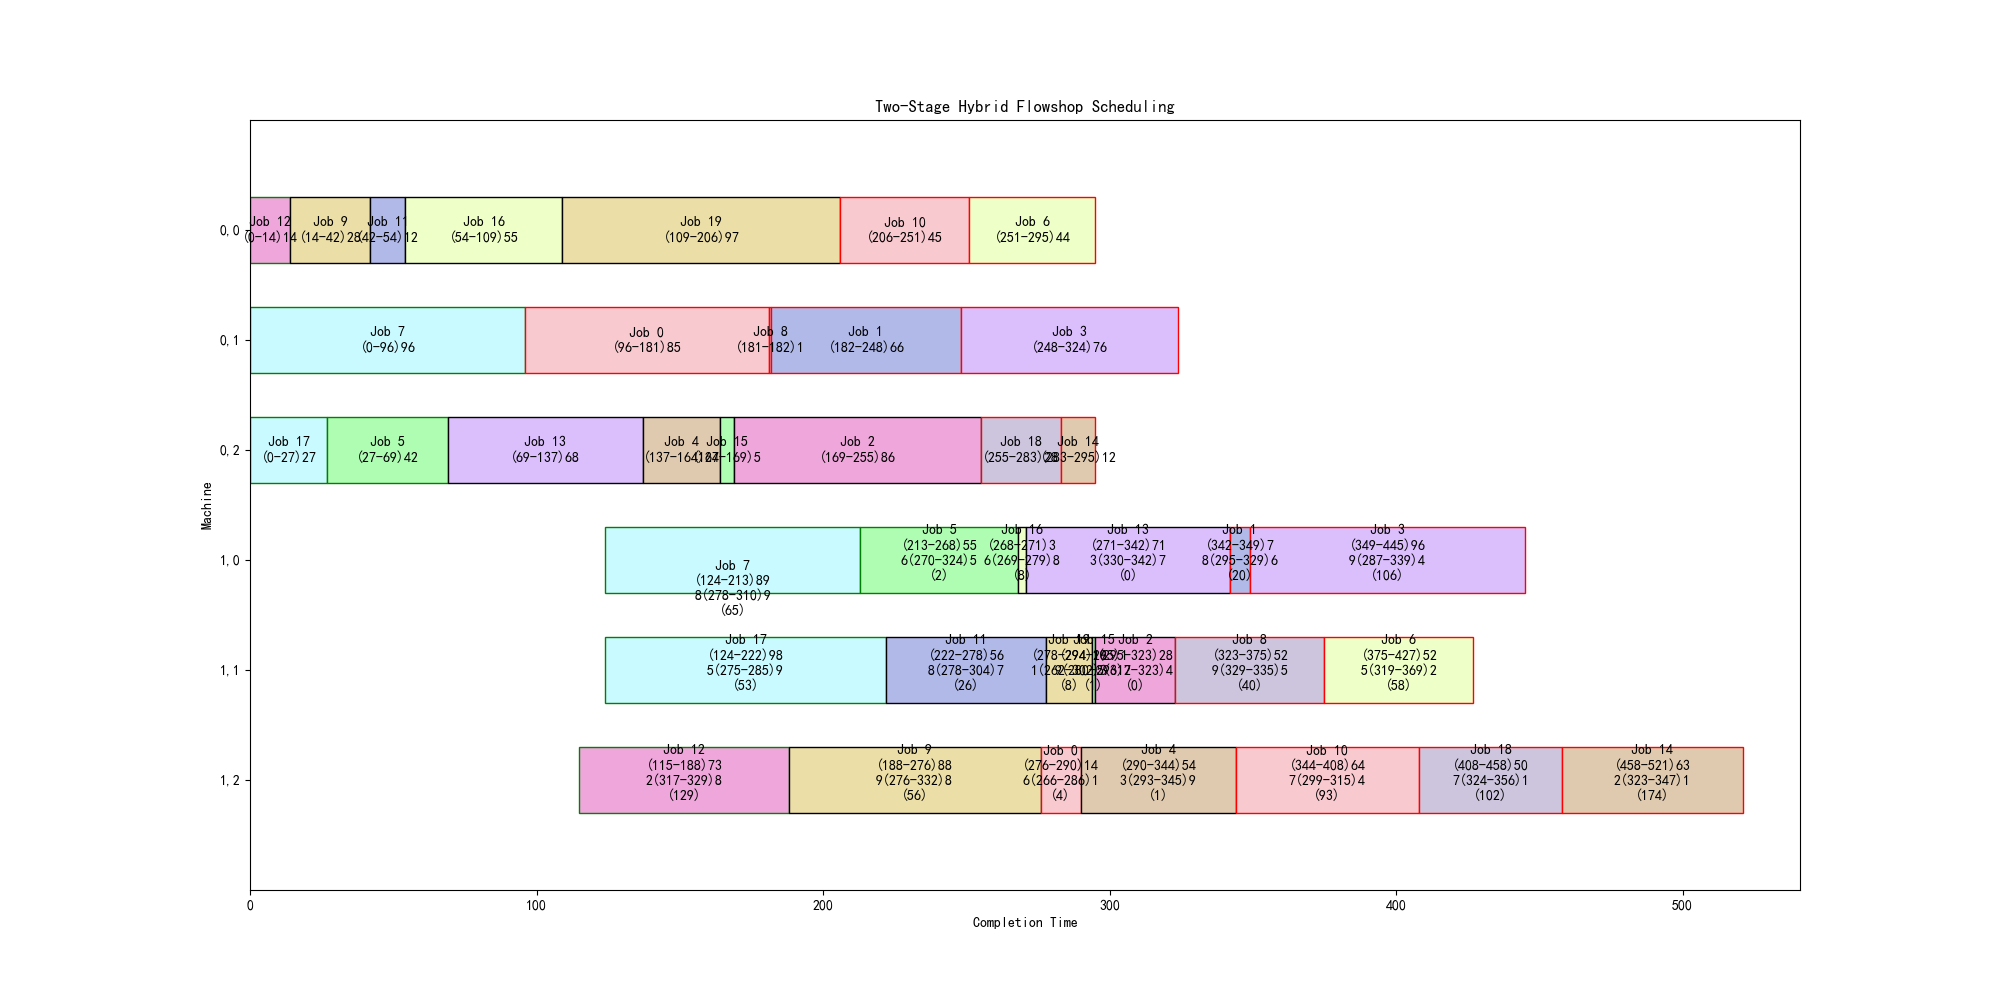 Two-Stage Hybrid Flowshop Scheduling
Machine
0,0
Job 12
(0-14)14
Job 9
(14-42)28
Job 11
(42-54)12
Job 16
(54-109)55
Job 19
(109-206)97
Job 10
(206-251)45
Job 6
(251-295)44
0,1
Job 7
(0-96)96
Job 0
(96-181)85
Job 8
(181-182)1
Job 1
(182-248)66
Job 3
(248-324)76
0,2
Job 17
(0-27)27
Job 5
(27-69)42
Job 13
(69-137)68
Job 4
(137-164)27
Job 15
(164-169)5
Job 2
(169-255)86
Job 18
(255-283)28
Job 14
(283-295)12
1,0
Job 7
(124-213)89
8(278-310)9
(65)
Job 5
(213-268)55
6(270-324)5
(2)
Job 16
(268-271)3
6(269-279)8
(8)
Job 13
(271-342)71
3(330-342)7
(0)
Job 1
(342-349)7
8(295-329)6
(20)
Job 3
(349-445)96
9(287-339)4
(106)
1,1
Job 17
(124-222)98
5(275-285)9
(53)
Job 11
(222-278)56
8(278-304)7
(26)
Job 19
(8)
Job 15
(1)
Job 2
(295-323)28
(0)
Job 8
(323-375)52
9(329-335)5
(40)
Job 6
(375-427)52
5(319-369)2
(58)
1,2
Job 12
(115-188)73
2(317-329)8
(129)
Job 9
(188-276)88
9(276-332)8
(56)
Job 0
(276-290)14
6(266-286)1
(4)
Job 4
(290-344)54
3(293-345)9
(1)
Job 10
(344-408)64
7(299-315)4
(93)
Job 18
(408-458)50
7(324-356)1
(102)
Job 14
(458-521)63
2(323-347)1
(174)
0
100
200
300
400
500
Completion Time